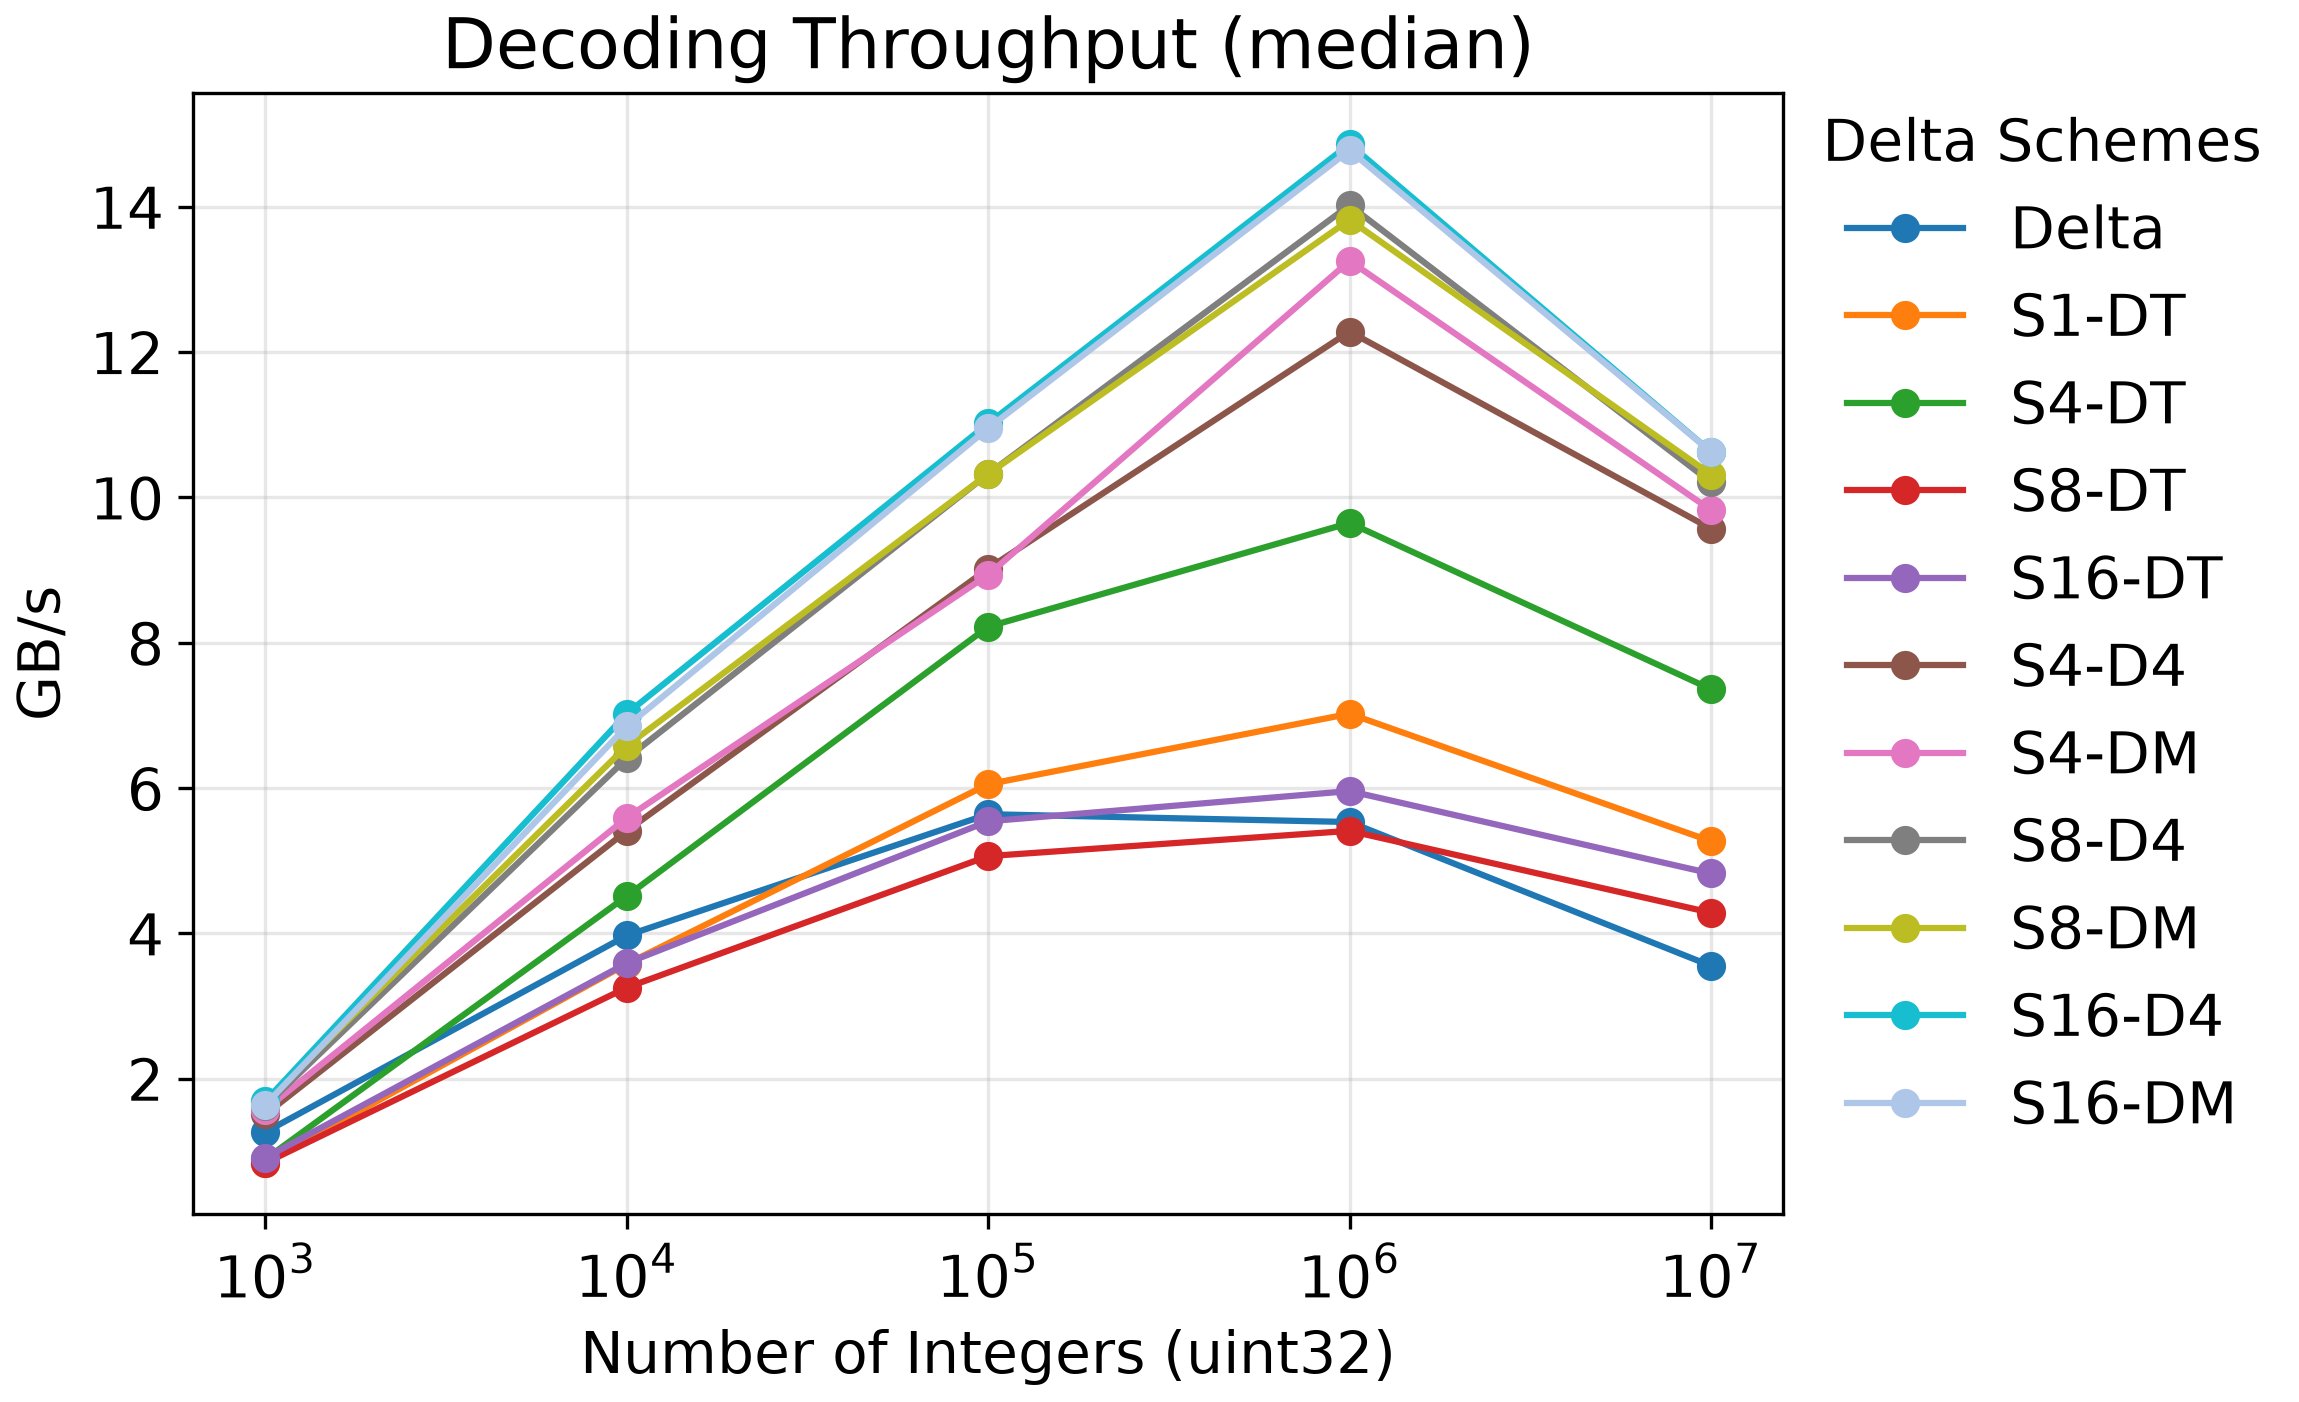 Decoding Throughput (median)
GB/s
14
12
10
8
6
4
2
10³
10⁴
10⁵
10⁶
10⁷
Number of Integers (uint32)
Delta Schemes
Delta
S1-DT
S4-DT
S8-DT
S16-DT
S4-D4
S4-DM
S8-D4
S8-DM
S16-D4
S16-DM